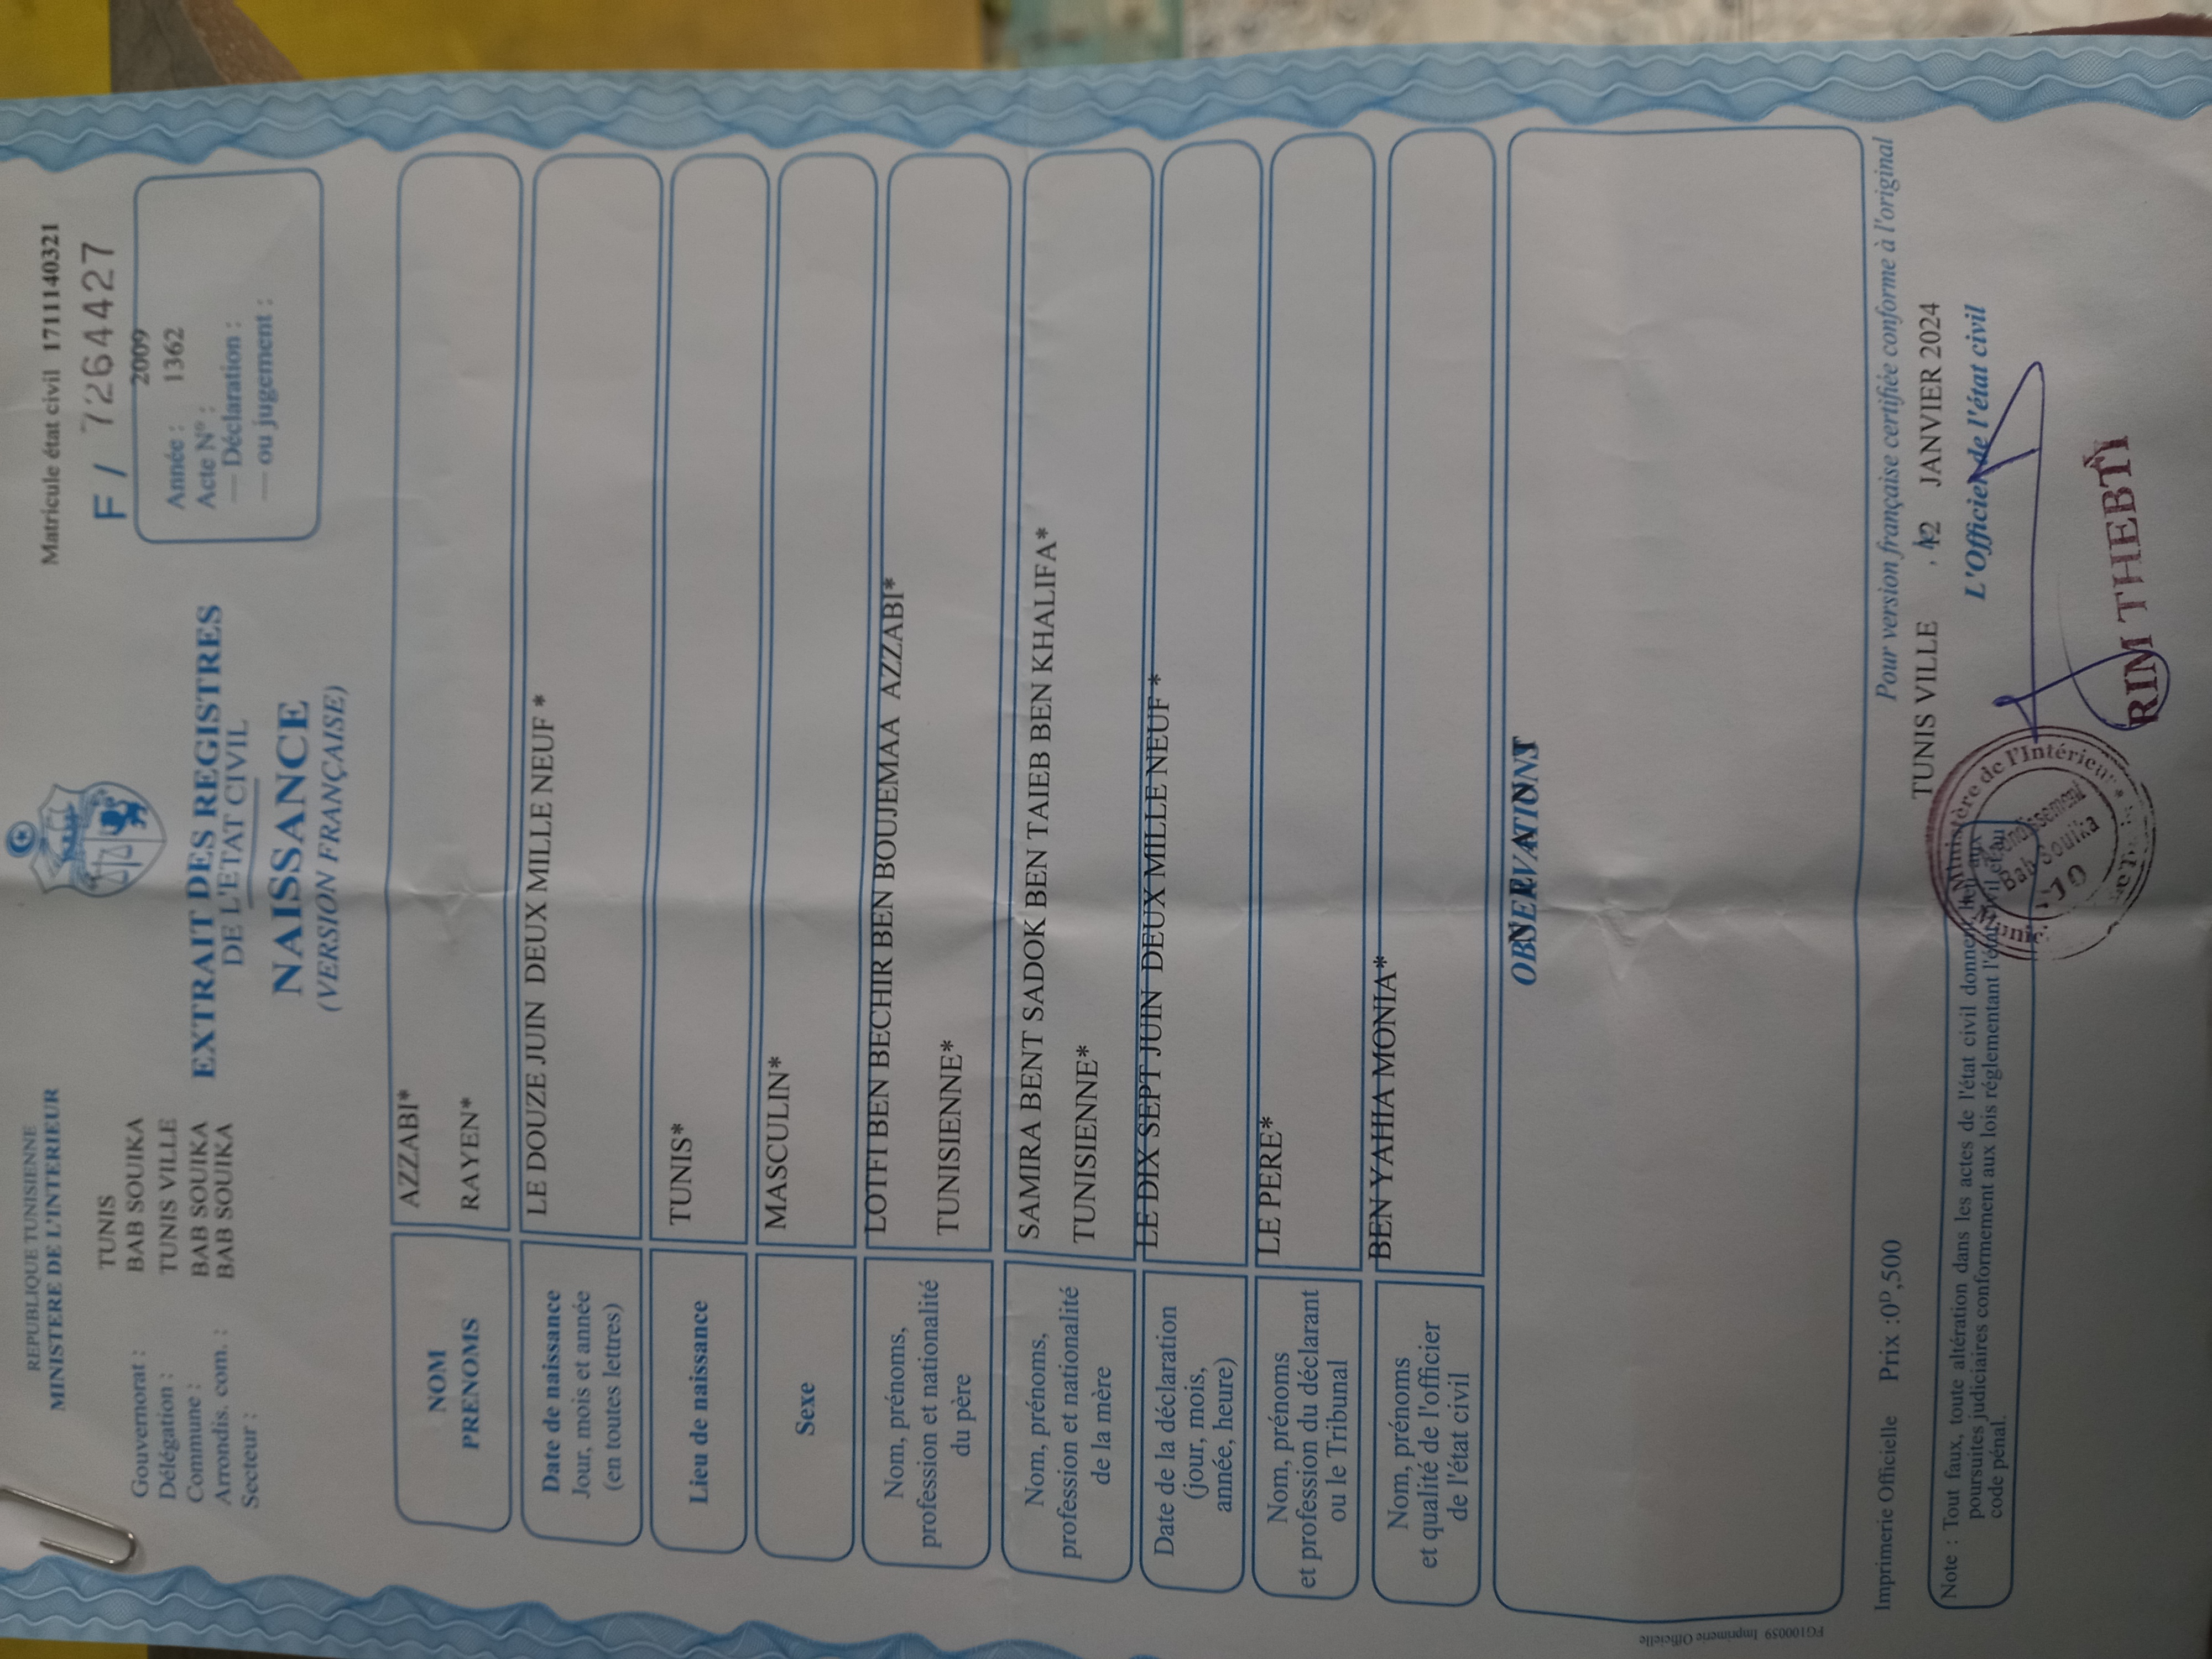 REPUBLIQUE TUNISIENNE
MINISTERE DE L'INTERIEUR
Matricule état civil 1711140321
F / 7264427
Gouvernorat : TUNIS
Délégation : BAB SOUIKA
Commune : TUNIS VILLE
Arrondis. com. : BAB SOUIKA
Secteur : BAB SOUIKA
2009
Année :
Acte N° : 1362
— Déclaration :
— ou jugement :
EXTRAIT DES REGISTRES
DE L'ETAT CIVIL
NAISSANCE
(VERSION FRANÇAISE)
NOM AZZABI*
PRENOMS RAYEN*
Date de naissance
Jour, mois et année
(en toutes lettres)
LE DOUZE JUIN DEUX MILLE NEUF *
Lieu de naissance TUNIS*
Sexe MASCULIN*
Nom, prénoms,
profession et nationalité
du père
LOTFI BEN BECHIR BEN BOUJEMAA AZZABI*
TUNISIENNE*
Nom, prénoms,
profession et nationalité
de la mère
SAMIRA BENT SADOK BEN TAIEB BEN KHALIFA*
TUNISIENNE*
Date de la déclaration
(jour, mois,
année, heure)
LE DIX SEPT JUIN DEUX MILLE NEUF *
Nom, prénoms
et profession du déclarant
ou le Tribunal
LE PERE*
Nom, prénoms
et qualité de l'officier
de l'état civil
BEN YAHIA MONIA*
OBSERVATIONS
NEANT
Imprimerie Officielle Prix :0ᴰ,500
Pour version française certifiée conforme à l'original
TUNIS VILLE , 12 JANVIER 2024
L'Officier de l'état civil
Note : Tout faux, toute altération dans les actes de l'état civil donne lieu aux
poursuites judiciaires conformement aux lois réglementant l'état civil et au
code pénal.
Ministère de l'Intérieur *
Arrondissement
Bab Souika
10
RIM THEBTI
PG100059 Imprimerie Officielle